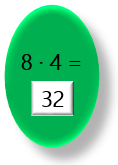 8 · 4 =
32